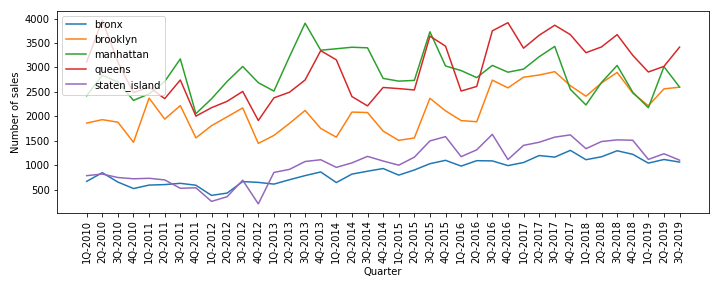 bronx
brooklyn
manhattan
queens
staten_island
Number of sales
4000
3500
3000
2500
2000
1500
1000
500
1Q-2010
2Q-2010
3Q-2010
4Q-2010
1Q-2011
2Q-2011
3Q-2011
4Q-2011
1Q-2012
2Q-2012
3Q-2012
4Q-2012
1Q-2013
2Q-2013
3Q-2013
4Q-2013
1Q-2014
2Q-2014
3Q-2014
4Q-2014
1Q-2015
2Q-2015
3Q-2015
4Q-2015
1Q-2016
2Q-2016
3Q-2016
4Q-2016
1Q-2017
2Q-2017
3Q-2017
4Q-2017
1Q-2018
2Q-2018
3Q-2018
4Q-2018
1Q-2019
2Q-2019
3Q-2019
Quarter